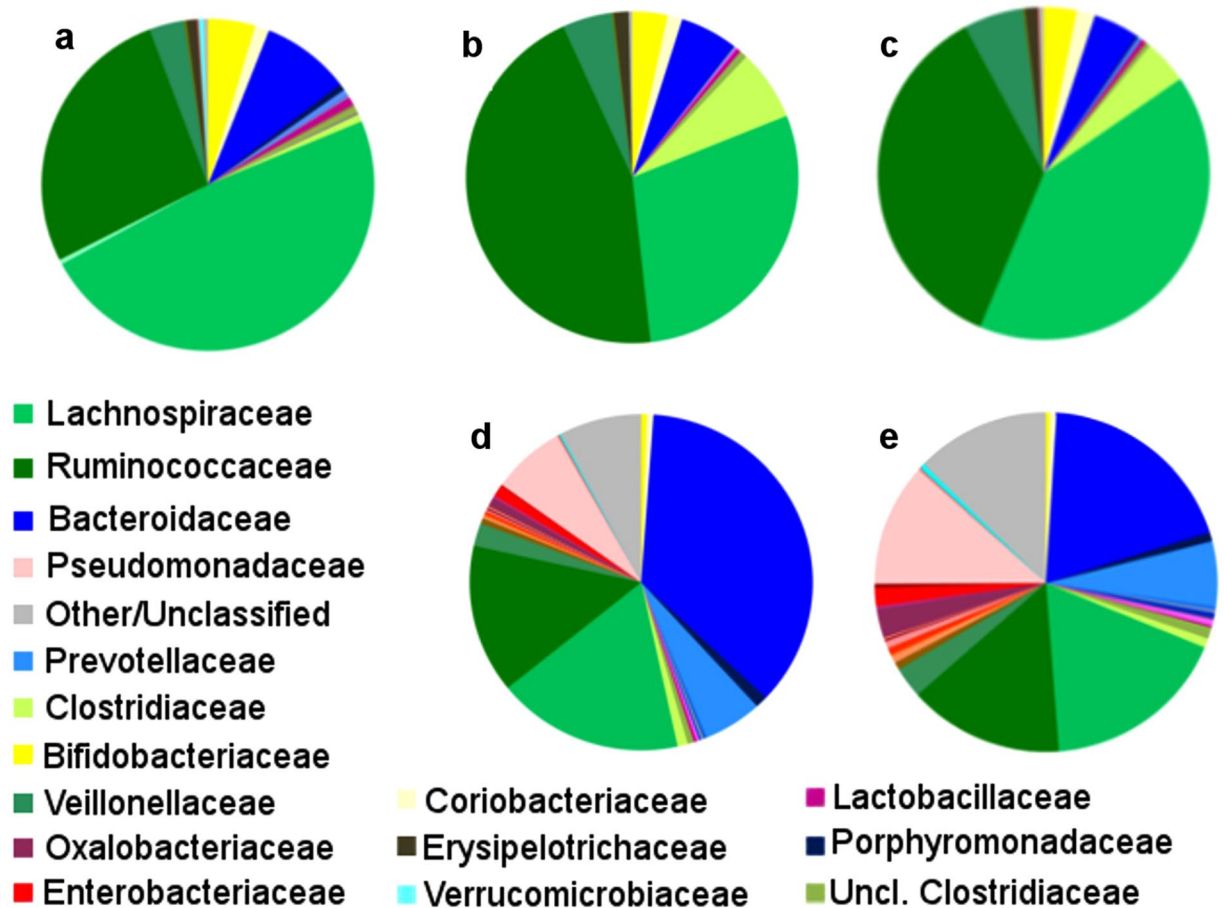 a
b
c
d
e
Lachnospiraceae
Ruminococcaceae
Bacteroidaceae
Pseudomonadaceae
Other/Unclassified
Prevotellaceae
Clostridiaceae
Bifidobacteriaceae
Veillonellaceae
Oxalobacteriaceae
Enterobacteriaceae
Coriobacteriaceae
Erysipelotrichaceae
Verrucomicrobiaceae
Lactobacillaceae
Porphyromonadaceae
Uncl. Clostridiaceae